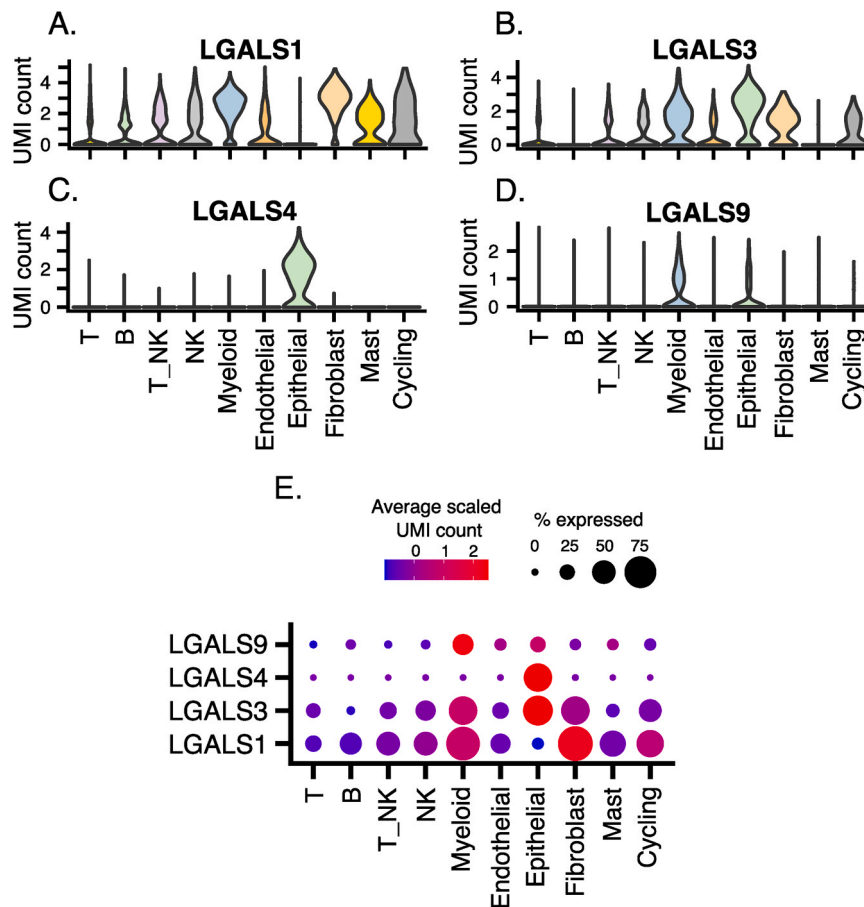 A.
LGALS1
UMI count
4
2
0
B.
LGALS3
UMI count
4
2
0
C.
LGALS4
UMI count
4
2
0
T
B
T_NK
NK
Myeloid
Endothelial
Epithelial
Fibroblast
Mast
Cycling
D.
LGALS9
UMI count
2
1
0
T
B
T_NK
NK
Myeloid
Endothelial
Epithelial
Fibroblast
Mast
Cycling
E.
Average scaled
UMI count
0 1 2
% expressed
0 25 50 75
LGALS9
LGALS4
LGALS3
LGALS1
T
B
T_NK
NK
Myeloid
Endothelial
Epithelial
Fibroblast
Mast
Cycling